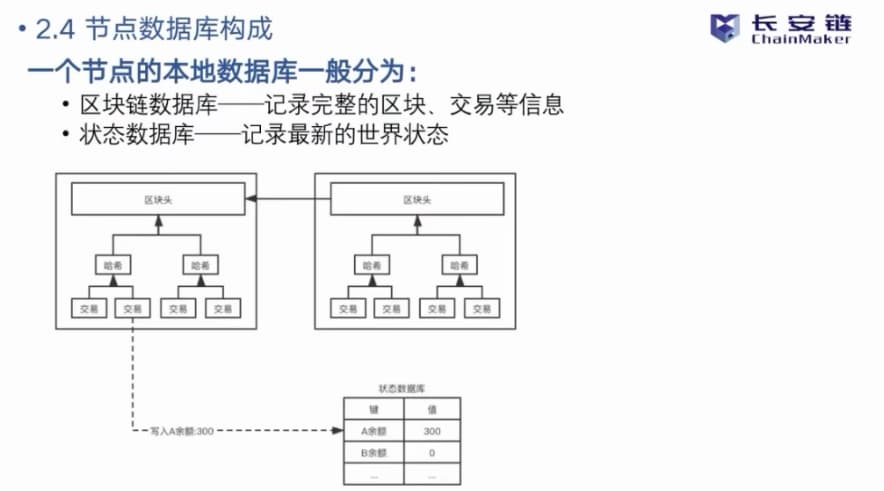 • 2.4 节点数据库构成
长安链
ChainMaker
一个节点的本地数据库一般分为：
• 区块链数据库——记录完整的区块、交易等信息
• 状态数据库——记录最新的世界状态
区块头
区块头
哈希
哈希
哈希
哈希
交易
交易
交易
交易
交易
交易
交易
交易
状态数据库
键 值
写入A余额:300
A余额 300
B余额 0
... ...